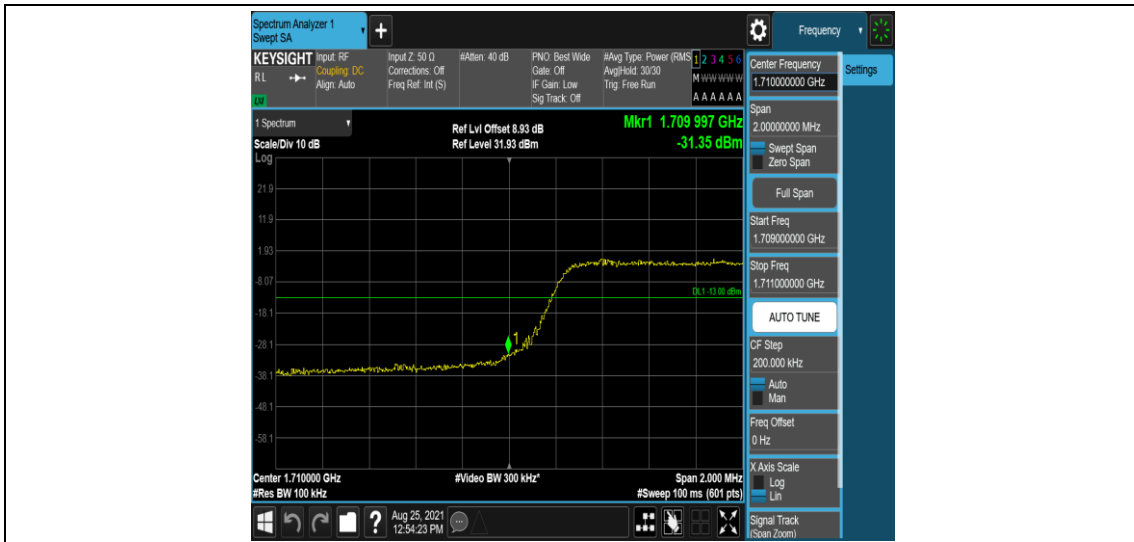 Spectrum Analyzer 1
Swept SA
+
Frequency
KEYSIGHT
RL
LXI
Input: RF
Coupling: DC
Align: Auto
Input Z: 50 Ω
Corrections: Off
Freq Ref: Int (S)
#Atten: 40 dB
PNO: Best Wide
Gate: Off
IF Gain: Low
Sig Track: Off
#Avg Type: Power (RMS
Avg|Hold: 30/30
Trig: Free Run
1 2 3 4 5 6
M W W W W W
A A A A A A
1 Spectrum
Scale/Div 10 dB
Ref Lvl Offset 8.93 dB
Ref Level 31.93 dBm
Mkr1 1.709 997 GHz
-31.35 dBm
Log
21.9
11.9
1.93
-8.07
DL1 -13.00 dBm
-18.1
1
-28.1
-38.1
-48.1
-58.1
Center 1.710000 GHz
#Video BW 300 kHz*
Span 2.000 MHz
#Res BW 100 kHz
#Sweep 100 ms (601 pts)
?
Aug 25, 2021
12:54:23 PM
Center Frequency
1.710000000 GHz
Settings
Span
2.00000000 MHz
Swept Span
Zero Span
Full Span
Start Freq
1.709000000 GHz
Stop Freq
1.711000000 GHz
AUTO TUNE
CF Step
200.000 kHz
Auto
Man
Freq Offset
0 Hz
X Axis Scale
Log
Lin
Signal Track
(Span Zoom)